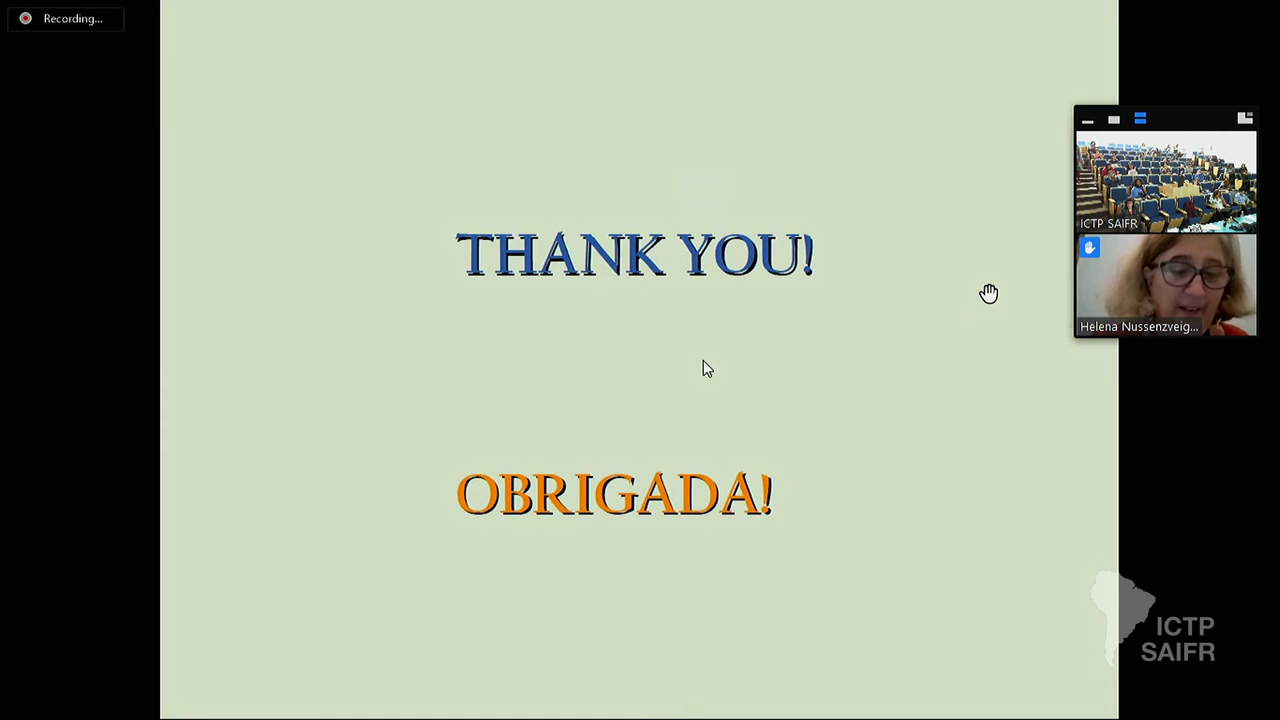 Recording...
THANK YOU!
OBRIGADA!
ICTP SAIFR
Helena Nussenzveig...
ICTP
SAIFR